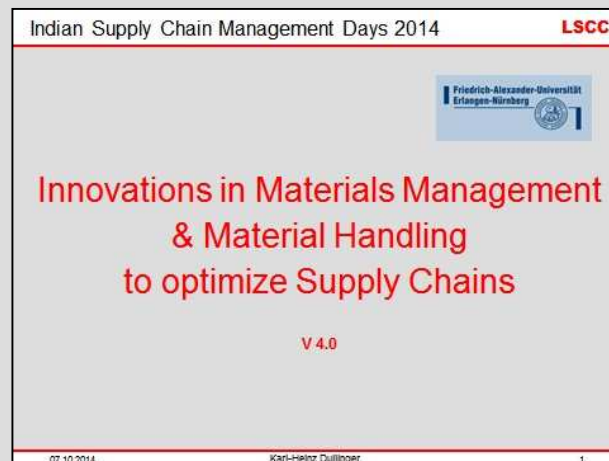 Indian Supply Chain Management Days 2014 LSCC
Friedrich-Alexander-Universität
Erlangen-Nürnberg
Innovations in Materials Management
& Material Handling
to optimize Supply Chains
V 4.0
07.10.2014 Karl-Heinz Dullinger 1